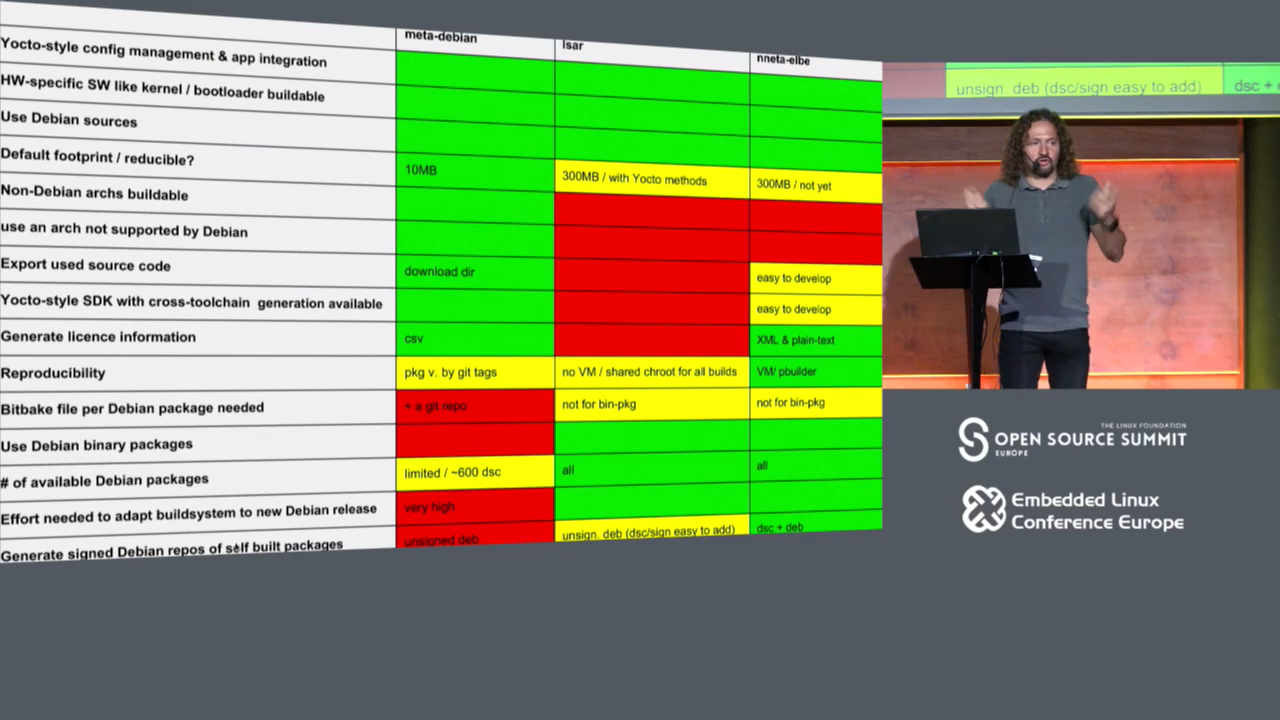 meta-debian Isar nneta-elbe
Yocto-style config management & app integration
HW-specific SW like kernel / bootloader buildable
Use Debian sources
Default footprint / reducible? 10MB 300MB / with Yocto methods 300MB / not yet
Non-Debian archs buildable
use an arch not supported by Debian
Export used source code download dir easy to develop
Yocto-style SDK with cross-toolchain generation available easy to develop
Generate licence information csv XML & plain-text
Reproducibility pkg v. by git tags no VM / shared chroot for all builds VM/ pbuilder
Bitbake file per Debian package needed + a git repo not for bin-pkg not for bin-pkg
Use Debian binary packages
# of available Debian packages limited / ~600 dsc all all
Effort needed to adapt buildsystem to new Debian release very high
Generate signed Debian repos of self built packages unsigned deb unsign. deb (dsc/sign easy to add) dsc + deb
unsign. deb (dsc/sign easy to add) dsc +
THE LINUX FOUNDATION
OPEN SOURCE SUMMIT
EUROPE
Embedded Linux
Conference Europe